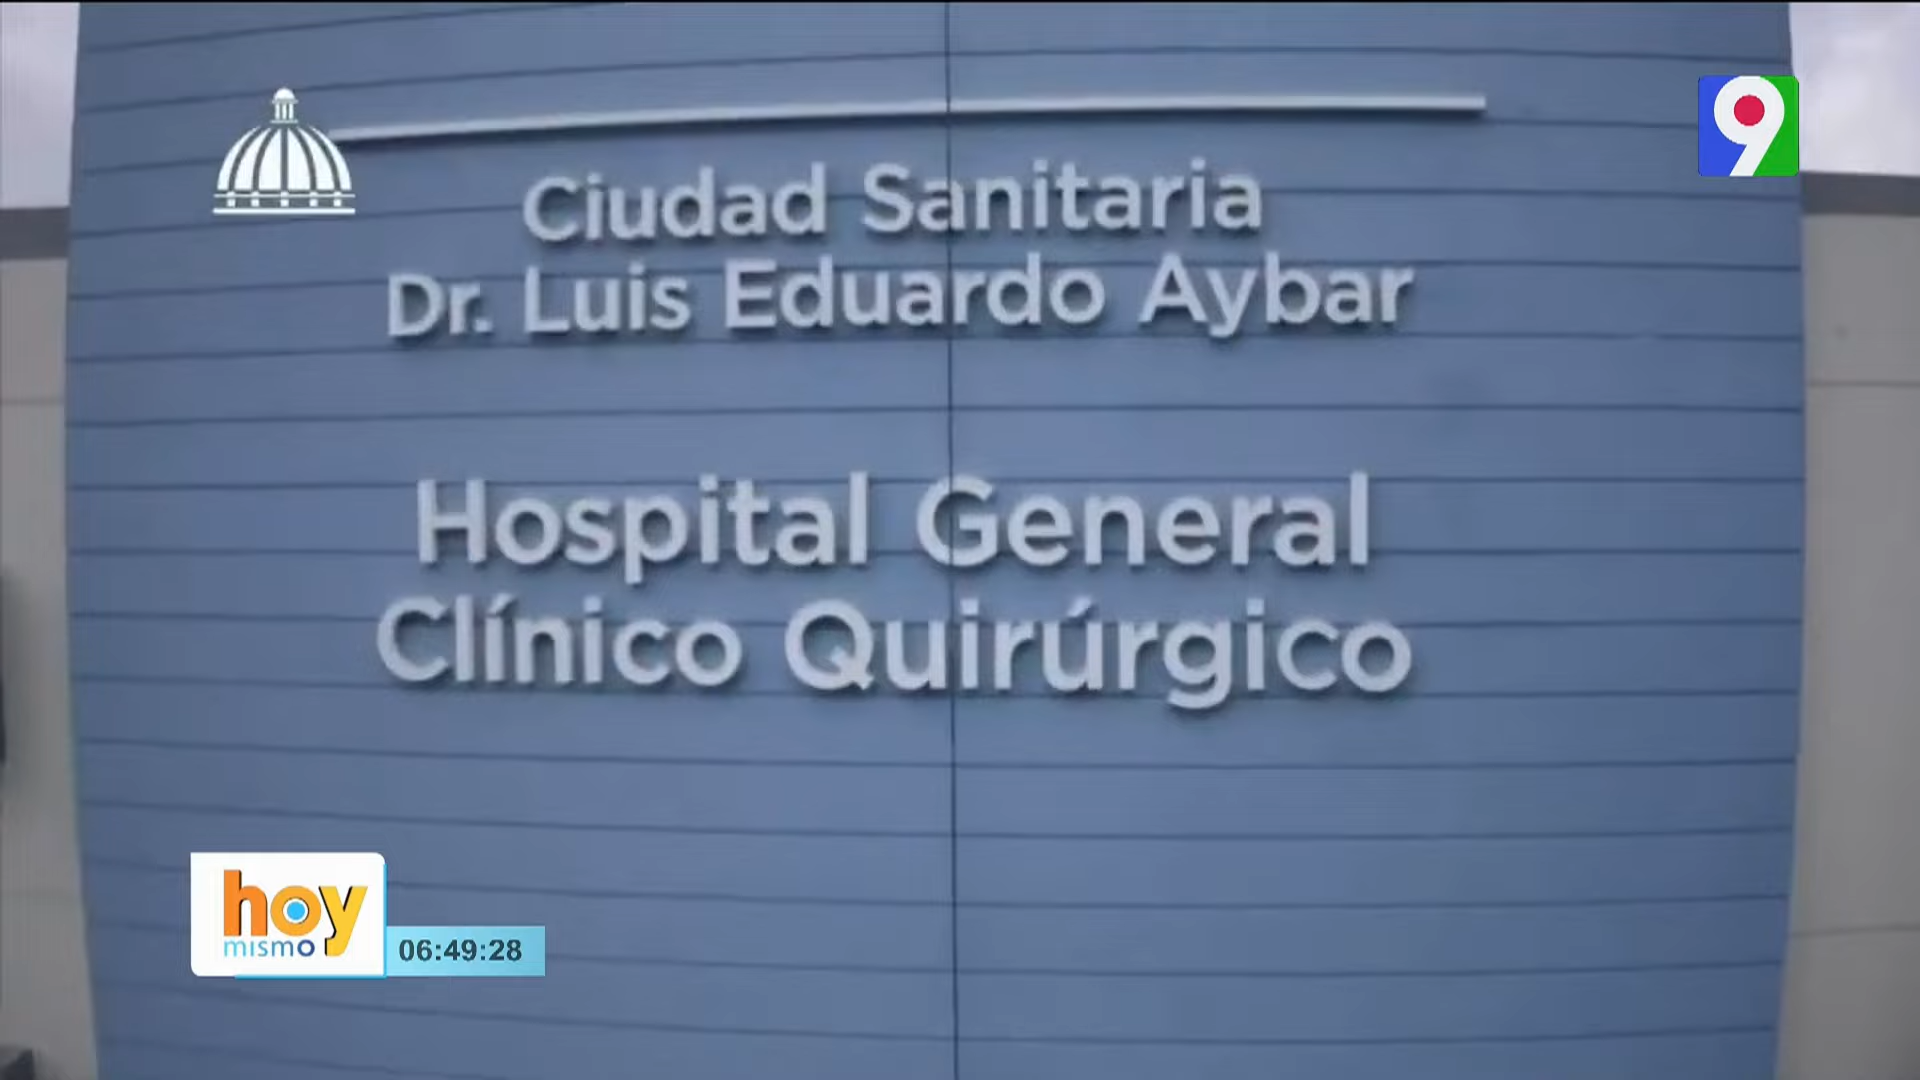 9
Ciudad Sanitaria
Dr. Luis Eduardo Aybar
Hospital General
Clínico Quirúrgico
hoy
mismo
06:49:28